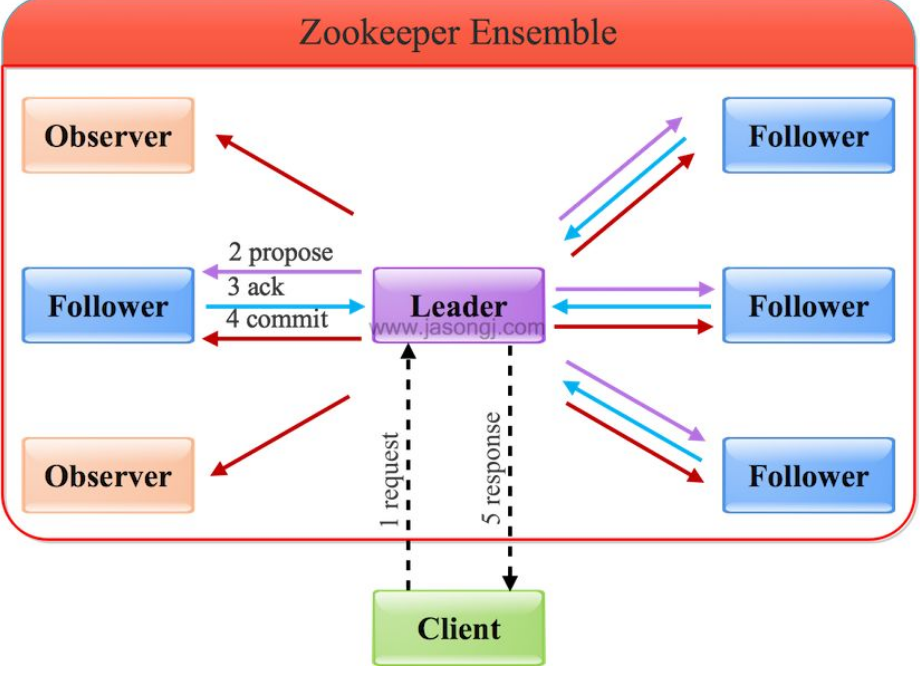 Zookeeper Ensemble
Observer
Follower
2 propose
3 ack
4 commit
Follower
Leader
www.jasongj.com
Follower
Observer
1 request
5 response
Follower
Client